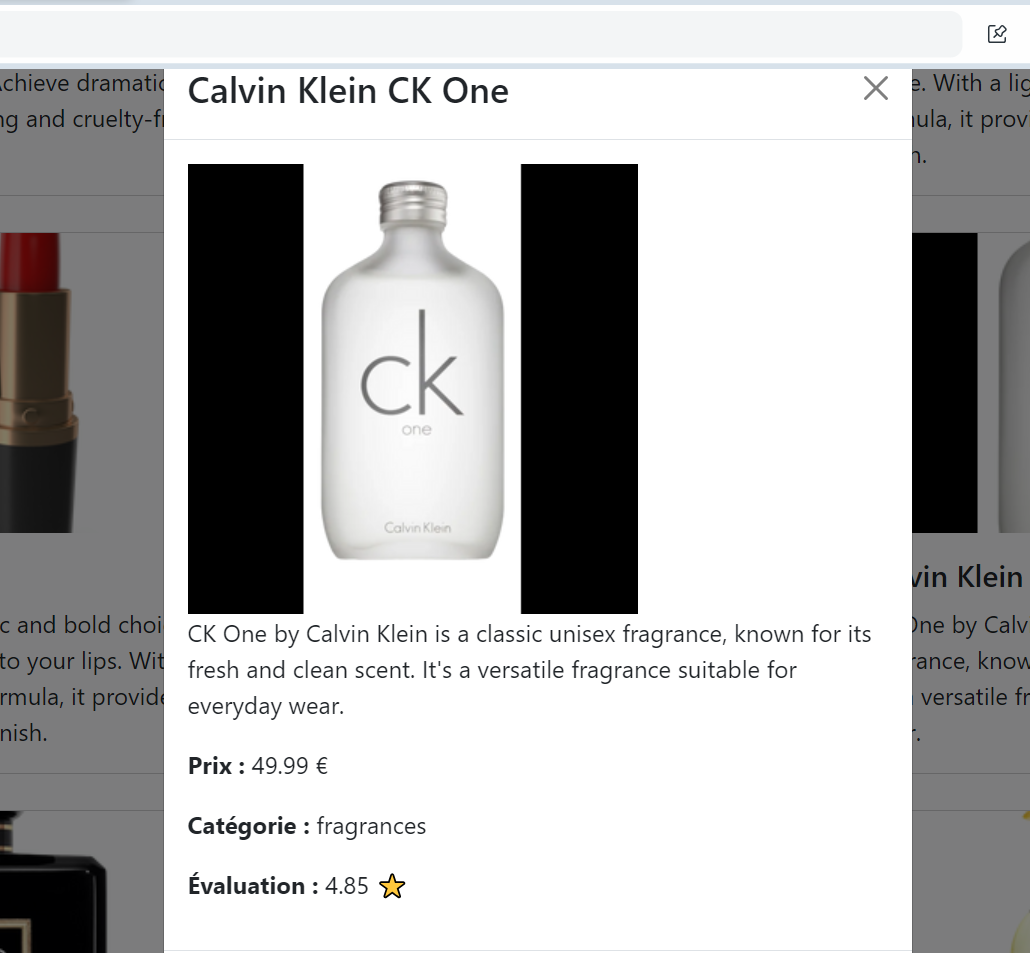 chieve dramatic
ng and cruelty-f
Calvin Klein CK One
e. With a lig
ula, it prov
n.
ck
one
Calvin Klein
CK One by Calvin Klein is a classic unisex fragrance, known for its
fresh and clean scent. It's a versatile fragrance suitable for
everyday wear.
Prix : 49.99 €
Catégorie : fragrances
Évaluation : 4.85 ⭐
c and bold choi
to your lips. Wit
rmula, it provide
nish.
vin Klein
One by Calv
rance, know
versatile fr
r.